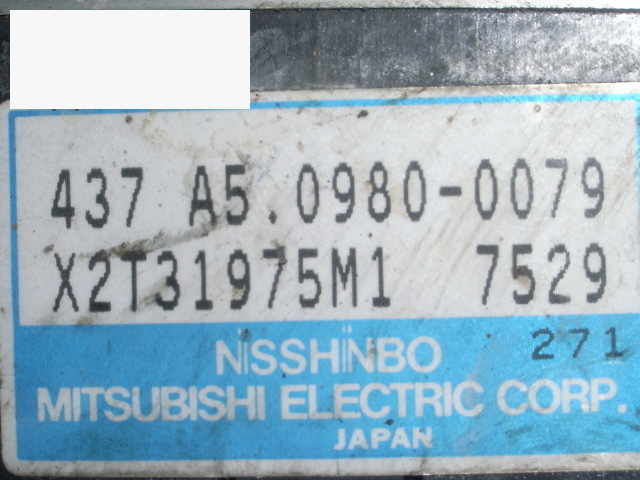 437 A5.0980-0079
X2T31975M1 7529
NiSSHiNBO 271
MITSUBISHI ELECTRIC CORP.
JAPAN